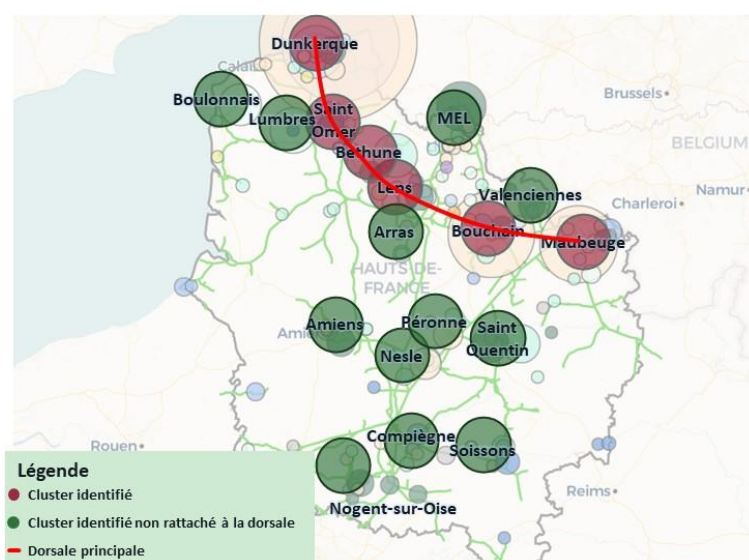 Dunkerque
Calais
Boulonnais
Lumbres
Saint
Omer
MEL
Brussels
BELGIUM
Bethune
Lens
Valenciennes
Namur
Charleroi
Arras
Bouchain
Maubeuge
HAUTS-DE-
FRANCE
Amiens
Péronne
Saint
Quentin
Nesle
Rouen
Compiègne
Soissons
Reims
Nogent-sur-Oise
Légende
Cluster identifié
Cluster identifié non rattaché à la dorsale
Dorsale principale